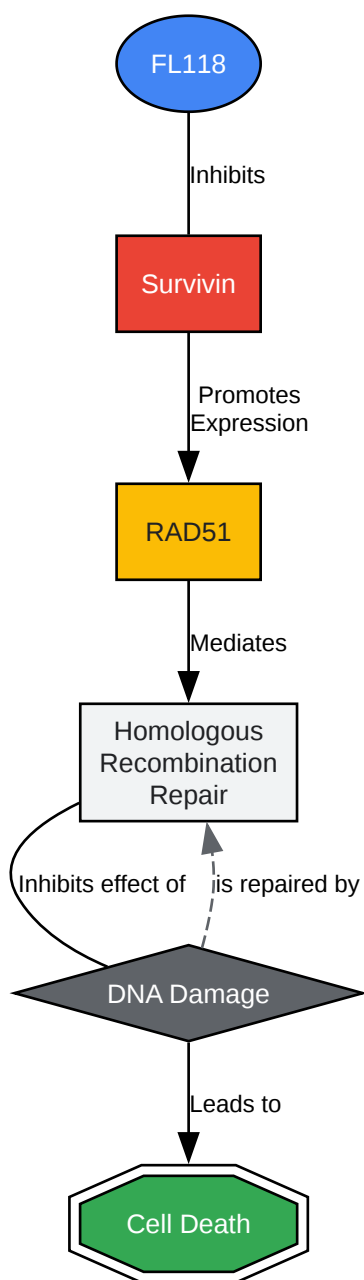 FL118
Inhibits
Survivin
Promotes
Expression
RAD51
Mediates
Homologous
Recombination
Repair
Inhibits effect of
is repaired by
DNA Damage
Leads to
Cell Death